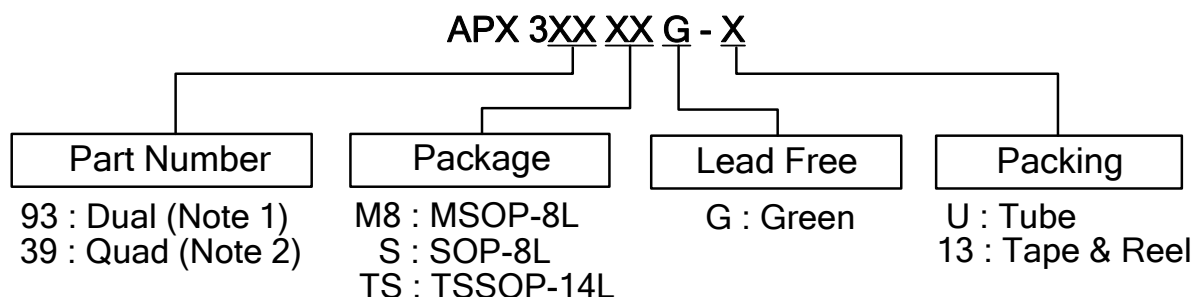 APX 3XX XX G - X
Part Number
Package
Lead Free
Packing
93 : Dual (Note 1)
39 : Quad (Note 2)
M8 : MSOP-8L
S : SOP-8L
TS : TSSOP-14L
G : Green
U : Tube
13 : Tape & Reel